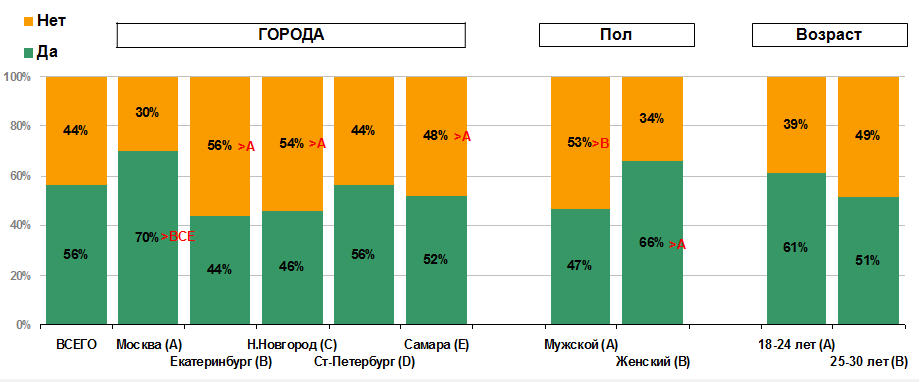 Нет
Да
ГОРОДА
Пол
Возраст
100%
80%
60%
40%
20%
0%
44%
30%
56% >A
54% >A
44%
48% >A
53% >B
34%
39%
49%
56%
70% >ВСЕ
44%
46%
56%
52%
47%
66% >A
61%
51%
ВСЕГО
Москва (A)
Екатеринбург (B)
Н.Новгород (C)
Ст-Петербург (D)
Самара (E)
Мужской (A)
Женский (B)
18-24 лет (A)
25-30 лет (B)